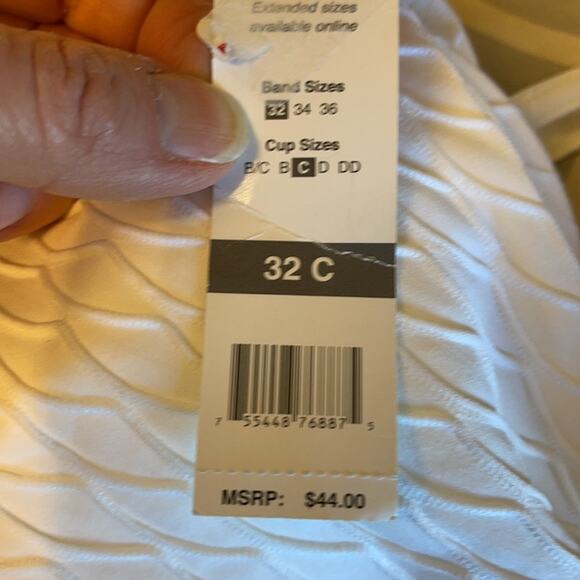 Extended sizes
available online
Band Sizes
32 34 36
Cup Sizes
B/C B C D DD
32 C
7 55448 76887 5
MSRP: $44.00